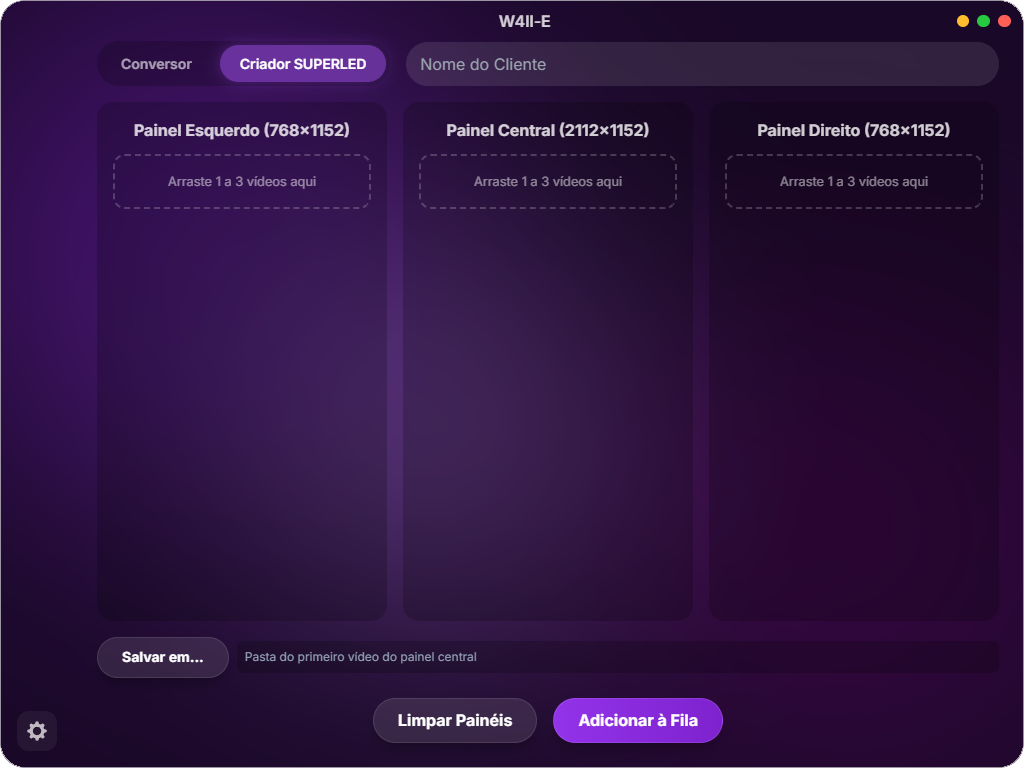 W4ll-E
Conversor
Criador SUPERLED
Nome do Cliente
Painel Esquerdo (768×1152)
Arraste 1 a 3 vídeos aqui
Painel Central (2112×1152)
Arraste 1 a 3 vídeos aqui
Painel Direito (768×1152)
Arraste 1 a 3 vídeos aqui
Salvar em...
Pasta do primeiro vídeo do painel central
Limpar Painéis
Adicionar à Fila